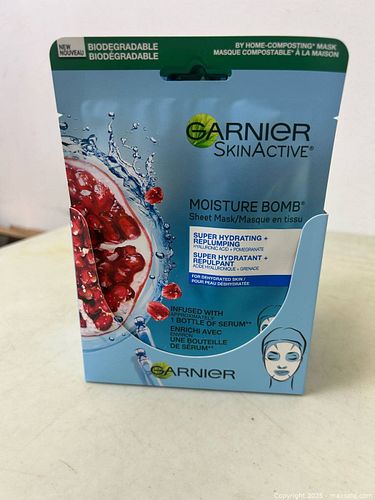 NEW
NOUVEAU
BIODEGRADABLE
BIODÉGRADABLE
BY HOME-COMPOSTING* MASK
MASQUE COMPOSTABLE* À LA MAISON
GARNIER
SKINACTIVE®
MOISTURE BOMB®
Sheet Mask/Masque en tissu
SUPER HYDRATING +
REPLUMPING
HYALURONIC ACID + POMEGRANATE
SUPER HYDRATANT +
REPULPANT
ACIDE HYALURONIQUE + GRENADE
FOR DEHYDRATED SKIN /
POUR PEAU DÉSHYDRATÉE
INFUSED WITH
APPROXIMATELY
1 BOTTLE OF SERUM**
ENRICHI AVEC
ENVIRON
UNE BOUTEILLE
DE SÉRUM**
GARNIER
Copyright © 2025 - maxsold.com